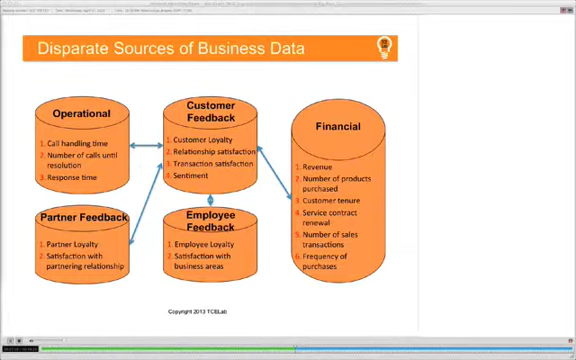 Disparate Sources of Business Data
Operational
1. Call handling time
2. Number of calls until
resolution
3. Response time
Customer
Feedback
1. Customer Loyalty
2. Relationship satisfaction
3. Transaction satisfaction
4. Sentiment
Financial
1. Revenue
2. Number of products
purchased
3. Customer tenure
4. Service contract
renewal
5. Number of sales
transactions
6. Frequency of
purchases
Partner Feedback
1. Partner Loyalty
2. Satisfaction with
partnering relationship
Employee
Feedback
1. Employee Loyalty
2. Satisfaction with
business areas
Copyright 2013 TCELab